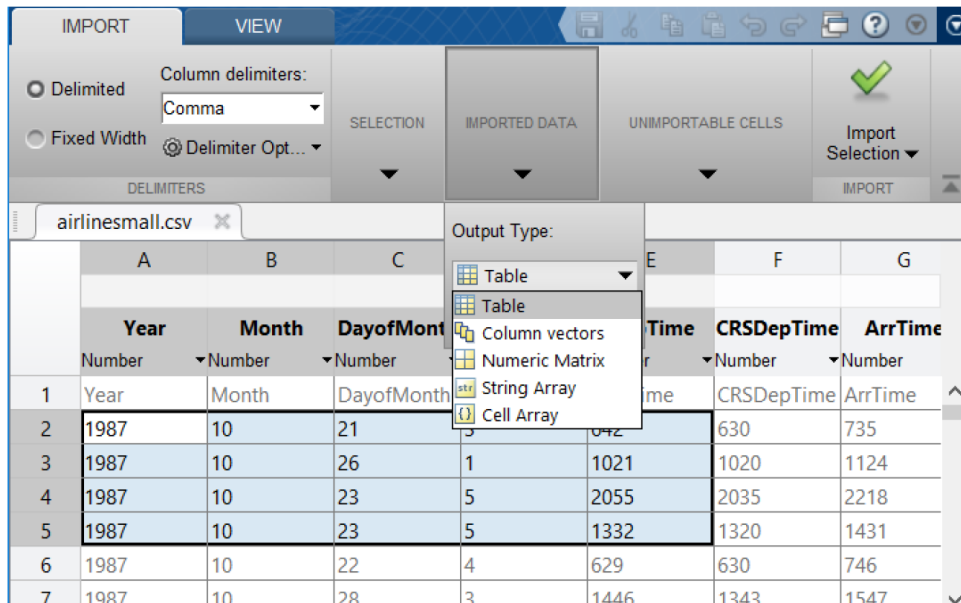 IMPORT VIEW
Delimited
Column delimiters:
Comma
Fixed Width
Delimiter Opt...
DELIMITERS
SELECTION
IMPORTED DATA
UNIMPORTABLE CELLS
Import
Selection
IMPORT
airlinesmall.csv
Output Type:
Table
Table
Column vectors
Numeric Matrix
String Array
Cell Array
A B C E F G
Year Month DayofMont Time CRSDepTime ArrTime
Number Number Number r Number Number
1 Year Month DayofMonth ime CRSDepTime ArrTime
2 1987 10 21 642 630 735
3 1987 10 26 1 1021 1020 1124
4 1987 10 23 5 2055 2035 2218
5 1987 10 23 5 1332 1320 1431
6 1987 10 22 4 629 630 746
7 1987 10 28 3 1446 1343 1547